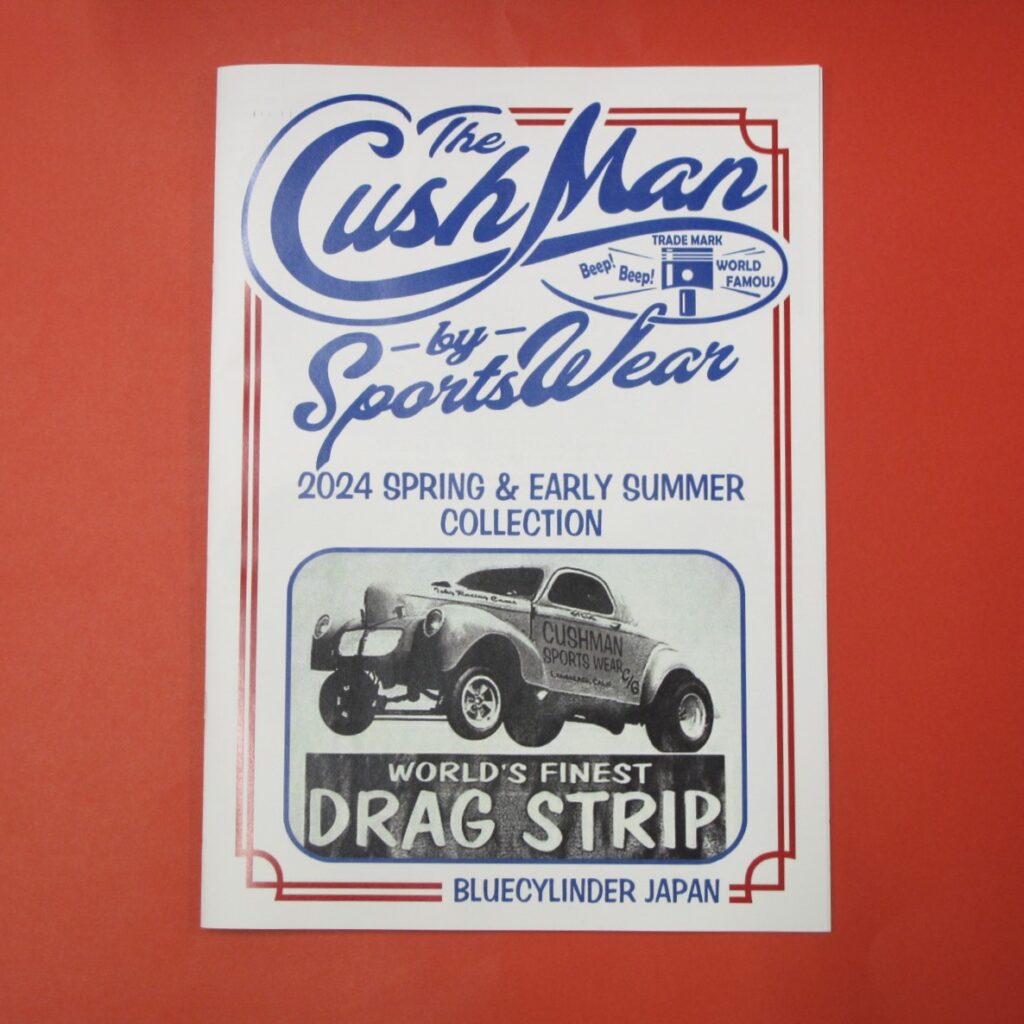 The
CushMan
TRADE MARK
Beep! Beep!
WORLD
FAMOUS
-by-
SportsWear
2024 SPRING & EARLY SUMMER
COLLECTION
CUSHMAN
SPORTS WEAR
C/G
WORLD'S FINEST
DRAG STRIP
BLUECYLINDER JAPAN